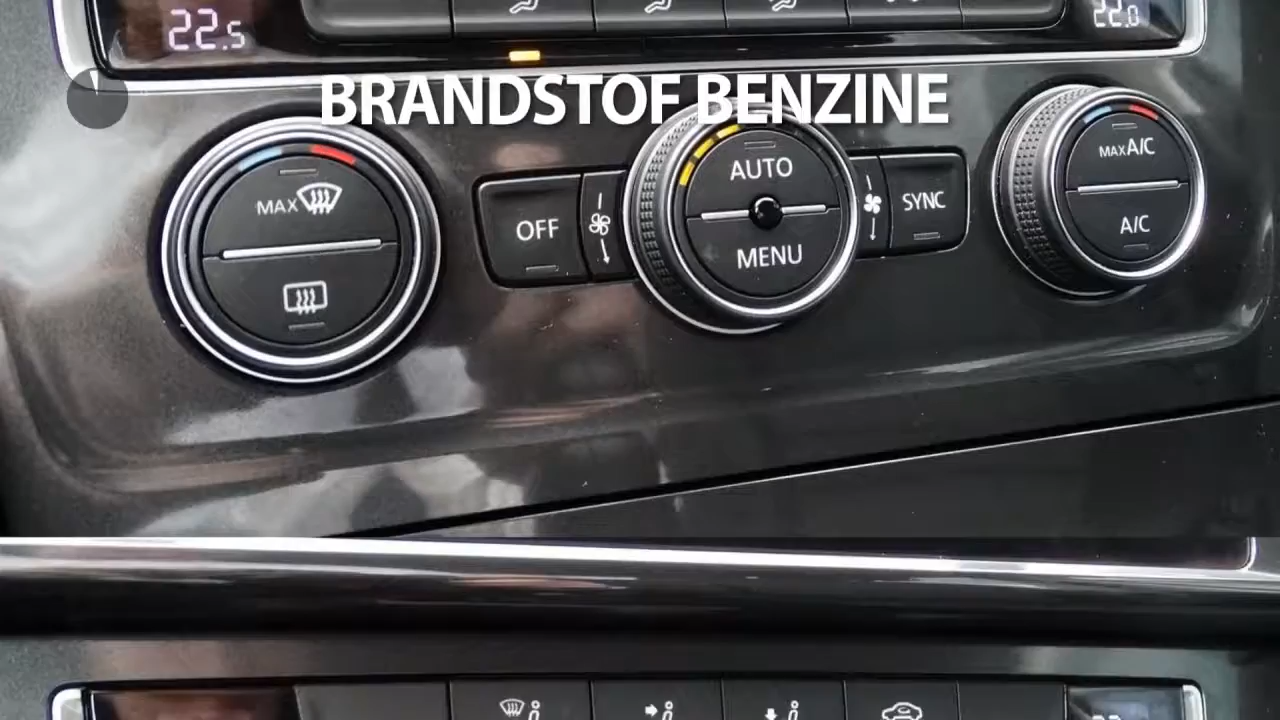 22.5
22.0
BRANDSTOF BENZINE
MAX
OFF
AUTO
MENU
SYNC
MAX A/C
A/C